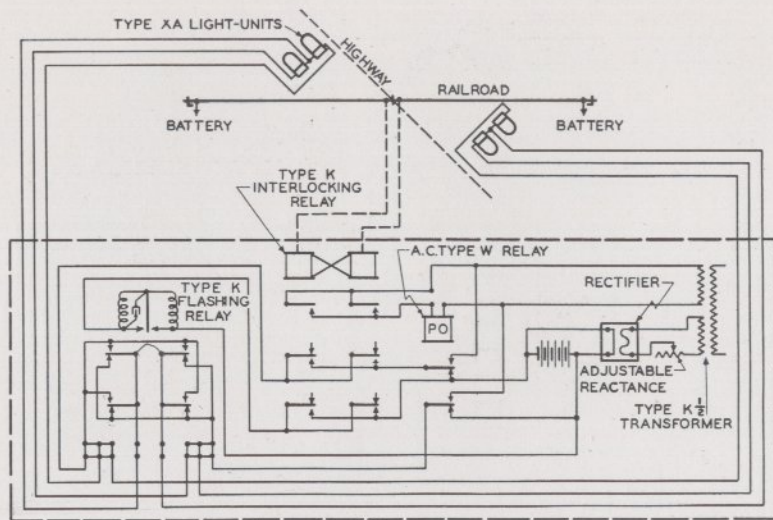 TYPE XA LIGHT-UNITS
HIGHWAY
RAILROAD
BATTERY
BATTERY
TYPE K
INTERLOCKING
RELAY
A.C. TYPE W RELAY
TYPE K
FLASHING
RELAY
PO
RECTIFIER
ADJUSTABLE
REACTANCE
TYPE K½
TRANSFORMER